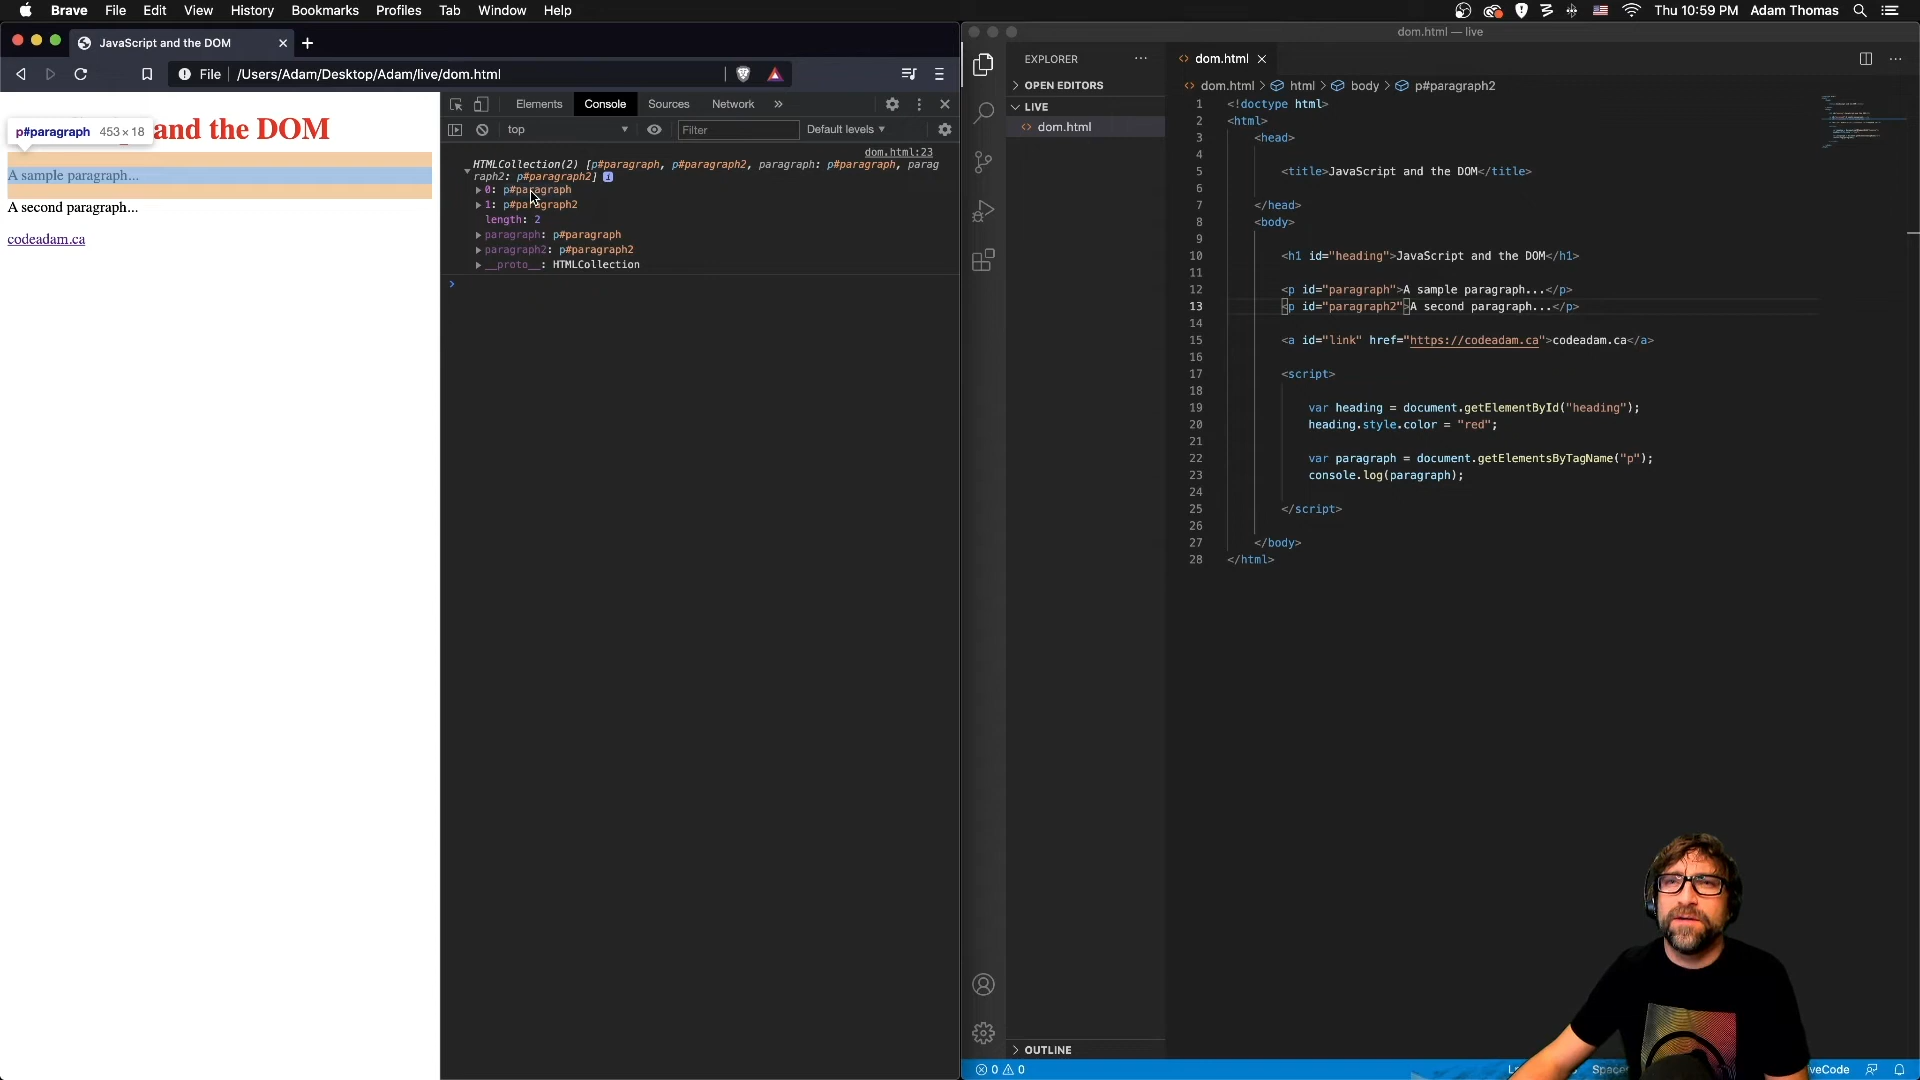 Brave File Edit View History Bookmarks Profiles Tab Window Help
Thu 10:59 PM Adam Thomas
JavaScript and the DOM
File /Users/Adam/Desktop/Adam/live/dom.html
p#paragraph 453 × 18
and the DOM
A sample paragraph...
A second paragraph...
codeadam.ca
Elements Console Sources Network »
top Filter Default levels
dom.html:23
HTMLCollection(2) [p#paragraph, p#paragraph2, paragraph: p#paragraph, parag
raph2: p#paragraph2] i
0: p#paragraph
1: p#paragraph2
length: 2
paragraph: p#paragraph
paragraph2: p#paragraph2
__proto__: HTMLCollection
dom.html — live
EXPLORER
OPEN EDITORS
LIVE
dom.html
OUTLINE
dom.html
dom.html > html > body > p#paragraph2
1 <!doctype html>
2 <html>
3 <head>
4
5 <title>JavaScript and the DOM</title>
6
7 </head>
8 <body>
9
10 <h1 id="heading">JavaScript and the DOM</h1>
11
12 <p id="paragraph">A sample paragraph...</p>
13 <p id="paragraph2">A second paragraph...</p>
14
15 <a id="link" href="https://codeadam.ca">codeadam.ca</a>
16
17 <script>
18
19 var heading = document.getElementById("heading");
20 heading.style.color = "red";
21
22 var paragraph = document.getElementsByTagName("p");
23 console.log(paragraph);
24
25 </script>
26
27 </body>
28 </html>
0 0